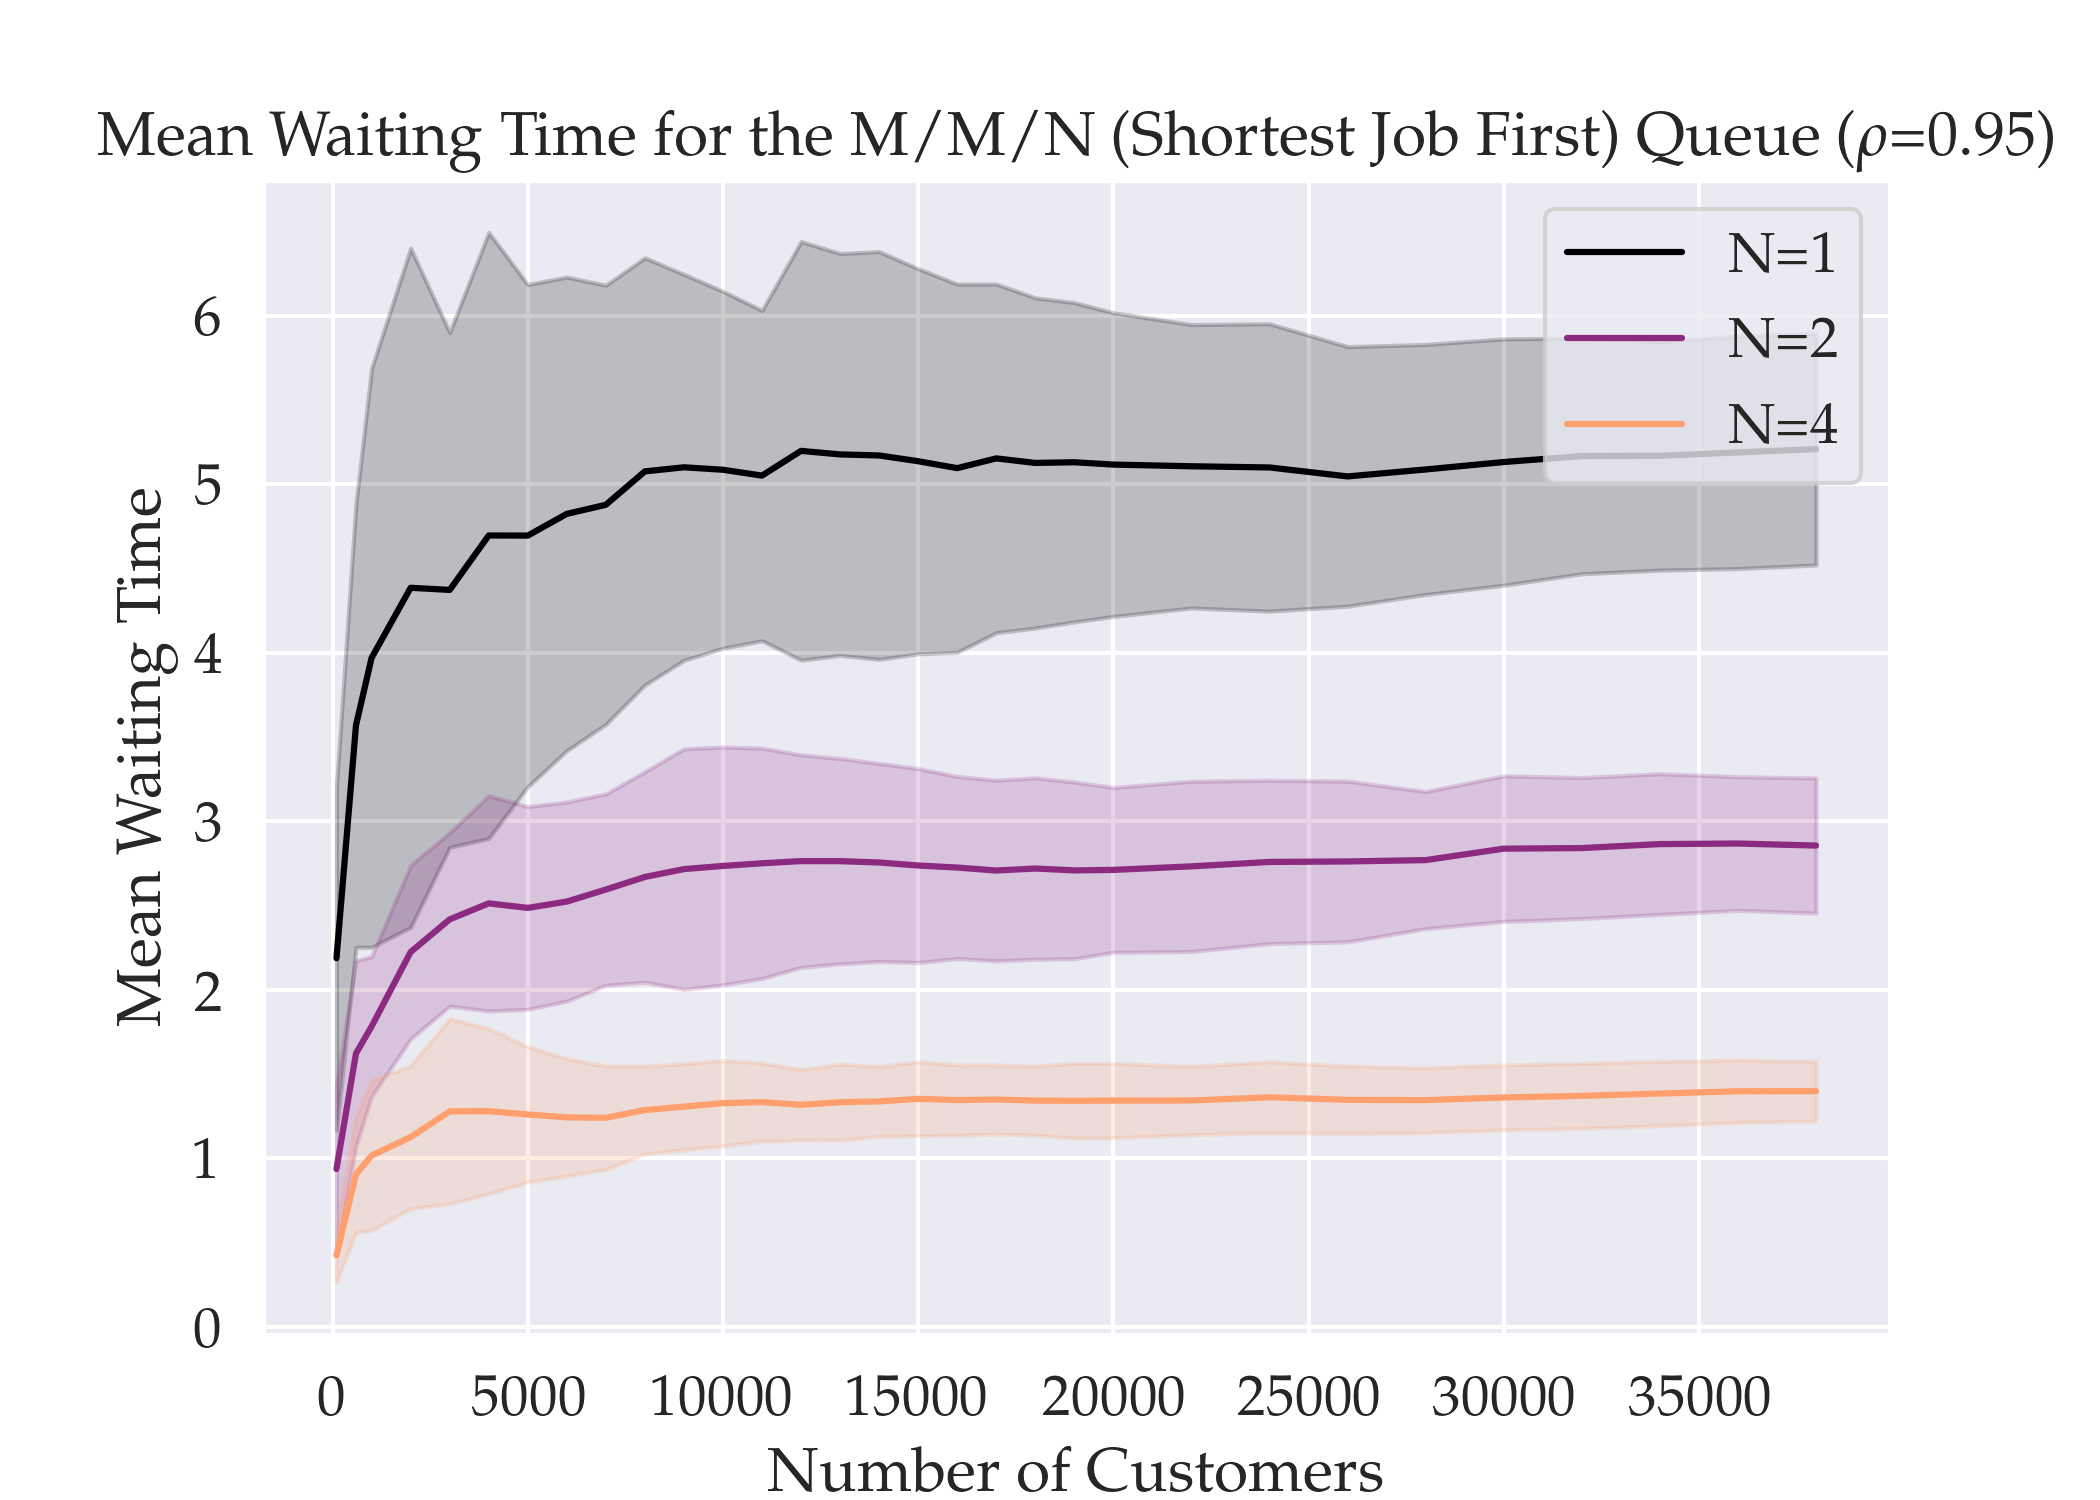 Mean Waiting Time for the M/M/N (Shortest Job First) Queue (ρ=0.95)
N=1
N=2
N=4
Mean Waiting Time
6
5
4
3
2
1
0
0 5000 10000 15000 20000 25000 30000 35000
Number of Customers